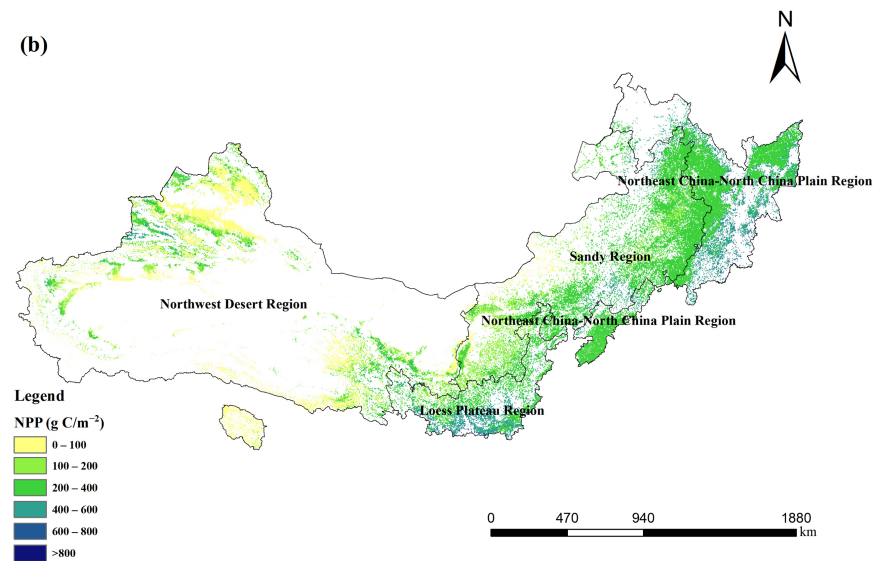 (b)
N
Northeast China-North China Plain Region
Sandy Region
Northwest Desert Region
Northeast China-North China Plain Region
Loess Plateau Region
Legend
NPP (g C/m⁻²)
0 – 100
100 – 200
200 – 400
400 – 600
600 – 800
>800
0 470 940 1880
km